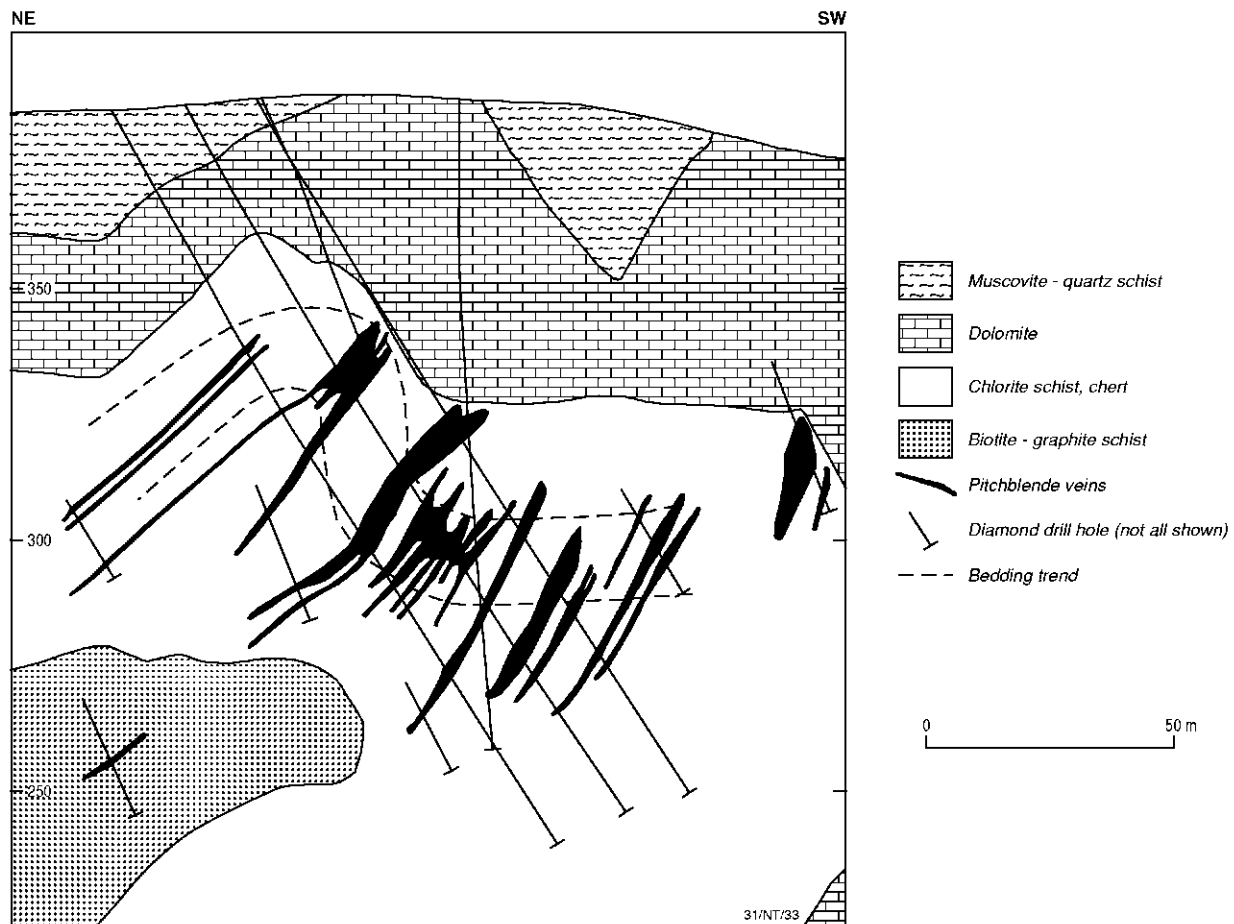 NE
SW
350
300
250
Muscovite - quartz schist
Dolomite
Chlorite schist, chert
Biotite - graphite schist
Pitchblende veins
Diamond drill hole (not all shown)
Bedding trend
0
50 m
31/NT/33